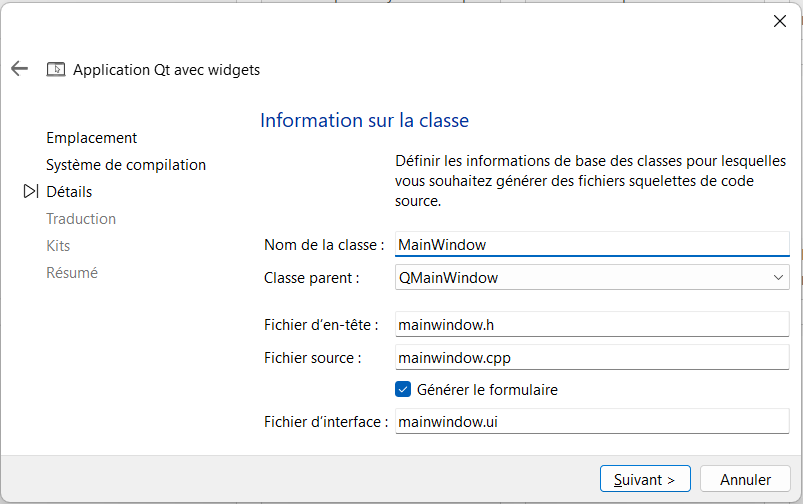 Application Qt avec widgets
Information sur la classe
Emplacement
Système de compilation
Détails
Traduction
Kits
Résumé
Définir les informations de base des classes pour lesquelles
vous souhaitez générer des fichiers squelettes de code
source.
Nom de la classe : MainWindow
Classe parent : QMainWindow
Fichier d’en-tête : mainwindow.h
Fichier source : mainwindow.cpp
Générer le formulaire
Fichier d’interface : mainwindow.ui
Suivant > Annuler